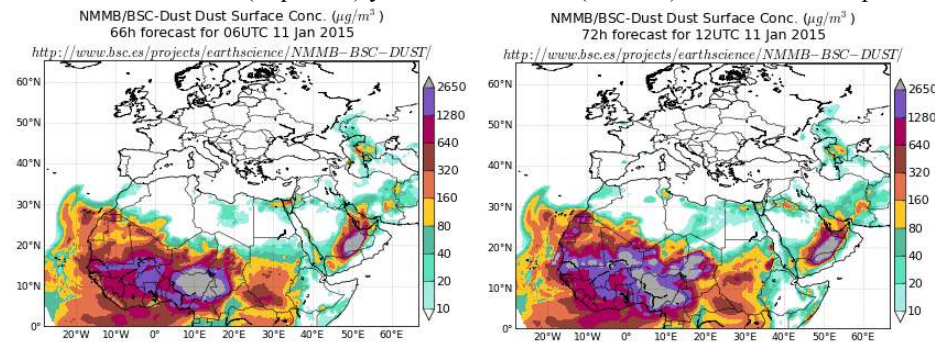 NMMB/BSC-Dust Dust Surface Conc. (μg/m³)
66h forecast for 06UTC 11 Jan 2015
http://www.bsc.es/projects/earthscience/NMMB−BSC−DUST/
60°N
50°N
40°N
30°N
20°N
10°N
0°
20°W 10°W 0° 10°E 20°E 30°E 40°E 50°E 60°E
2650
1280
640
320
160
80
40
20
10
NMMB/BSC-Dust Dust Surface Conc. (μg/m³)
72h forecast for 12UTC 11 Jan 2015
http://www.bsc.es/projects/earthscience/NMMB−BSC−DUST/
60°N
50°N
40°N
30°N
20°N
10°N
0°
20°W 10°W 0° 10°E 20°E 30°E 40°E 50°E 60°E
2650
1280
640
320
160
80
40
20
10